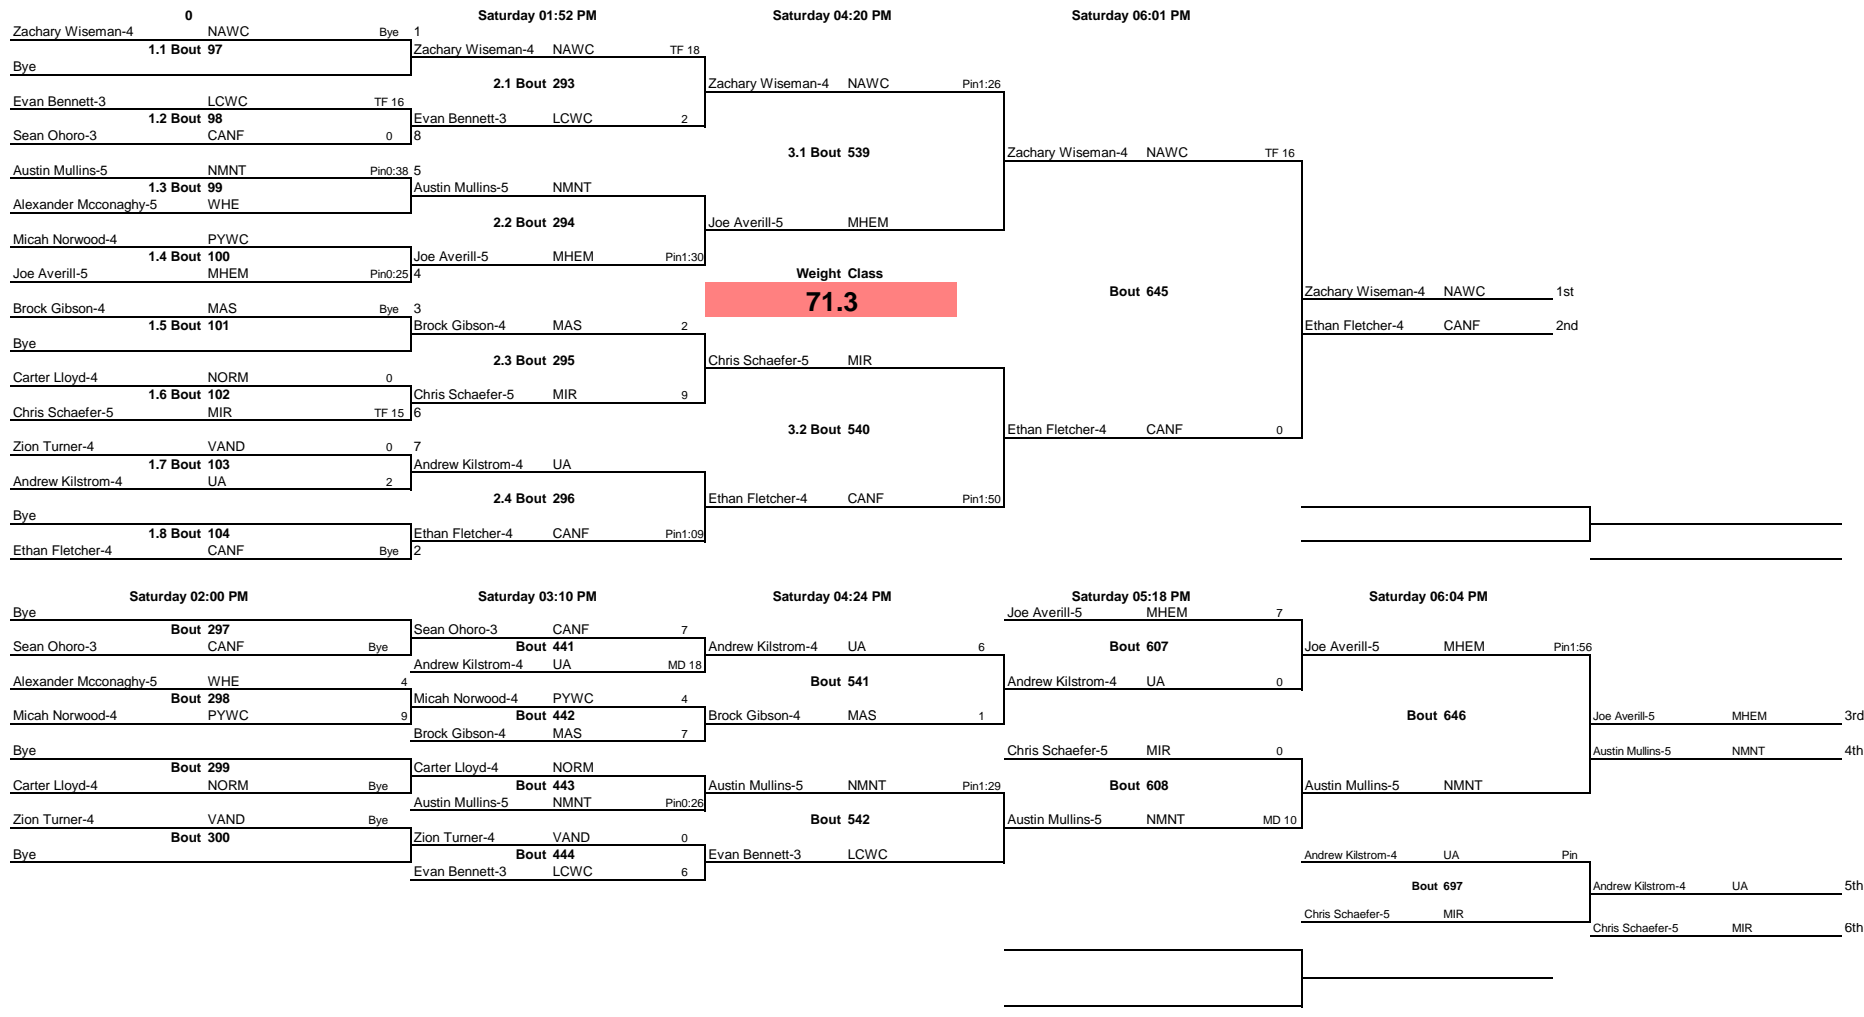 0 Saturday 01:52 PM Saturday 04:20 PM Saturday 06:01 PM
Zachary Wiseman-4 NAWC Bye 1
1.1 Bout 97 Zachary Wiseman-4 NAWC TF 18
Bye
2.1 Bout 293 Zachary Wiseman-4 NAWC Pin1:26
Evan Bennett-3 LCWC TF 16
1.2 Bout 98 Evan Bennett-3 LCWC 2
Sean Ohoro-3 CANF 0 8
3.1 Bout 539 Zachary Wiseman-4 NAWC TF 16
Austin Mullins-5 NMNT Pin0:38 5
1.3 Bout 99 Austin Mullins-5 NMNT
Alexander Mcconaghy-5 WHE
2.2 Bout 294 Joe Averill-5 MHEM
Micah Norwood-4 PYWC
1.4 Bout 100 Joe Averill-5 MHEM Pin1:30
Joe Averill-5 MHEM Pin0:25 4 Weight Class
71.3 Bout 645 Zachary Wiseman-4 NAWC 1st
Brock Gibson-4 MAS Bye 3
1.5 Bout 101 Brock Gibson-4 MAS 2 Ethan Fletcher-4 CANF 2nd
Bye
2.3 Bout 295 Chris Schaefer-5 MIR
Carter Lloyd-4 NORM 0
1.6 Bout 102 Chris Schaefer-5 MIR 9
Chris Schaefer-5 MIR TF 15 6
3.2 Bout 540 Ethan Fletcher-4 CANF 0
Zion Turner-4 VAND 0 7
1.7 Bout 103 Andrew Kilstrom-4 UA
Andrew Kilstrom-4 UA 2
2.4 Bout 296 Ethan Fletcher-4 CANF Pin1:50
Bye
1.8 Bout 104 Ethan Fletcher-4 CANF Pin1:09
Ethan Fletcher-4 CANF Bye 2
Saturday 02:00 PM Saturday 03:10 PM Saturday 04:24 PM Saturday 05:18 PM Saturday 06:04 PM
Bye Joe Averill-5 MHEM 7
Bout 297 Sean Ohoro-3 CANF 7
Sean Ohoro-3 CANF Bye Bout 441 Andrew Kilstrom-4 UA 6 Bout 607 Joe Averill-5 MHEM Pin1:56
Andrew Kilstrom-4 UA MD 18
Alexander Mcconaghy-5 WHE 4 Bout 541 Andrew Kilstrom-4 UA 0
Bout 298 Micah Norwood-4 PYWC 4
Micah Norwood-4 PYWC 9 Bout 442 Brock Gibson-4 MAS 1 Bout 646 Joe Averill-5 MHEM 3rd
Brock Gibson-4 MAS 7
Bye Chris Schaefer-5 MIR 0 Austin Mullins-5 NMNT 4th
Bout 299 Carter Lloyd-4 NORM
Carter Lloyd-4 NORM Bye Bout 443 Austin Mullins-5 NMNT Pin1:29 Bout 608 Austin Mullins-5 NMNT
Austin Mullins-5 NMNT Pin0:26
Zion Turner-4 VAND Bye Bout 542 Austin Mullins-5 NMNT MD 10
Bout 300 Zion Turner-4 VAND 0
Bye Bout 444 Evan Bennett-3 LCWC Andrew Kilstrom-4 UA Pin
Evan Bennett-3 LCWC 6
Bout 697 Andrew Kilstrom-4 UA 5th
Chris Schaefer-5 MIR
Chris Schaefer-5 MIR 6th